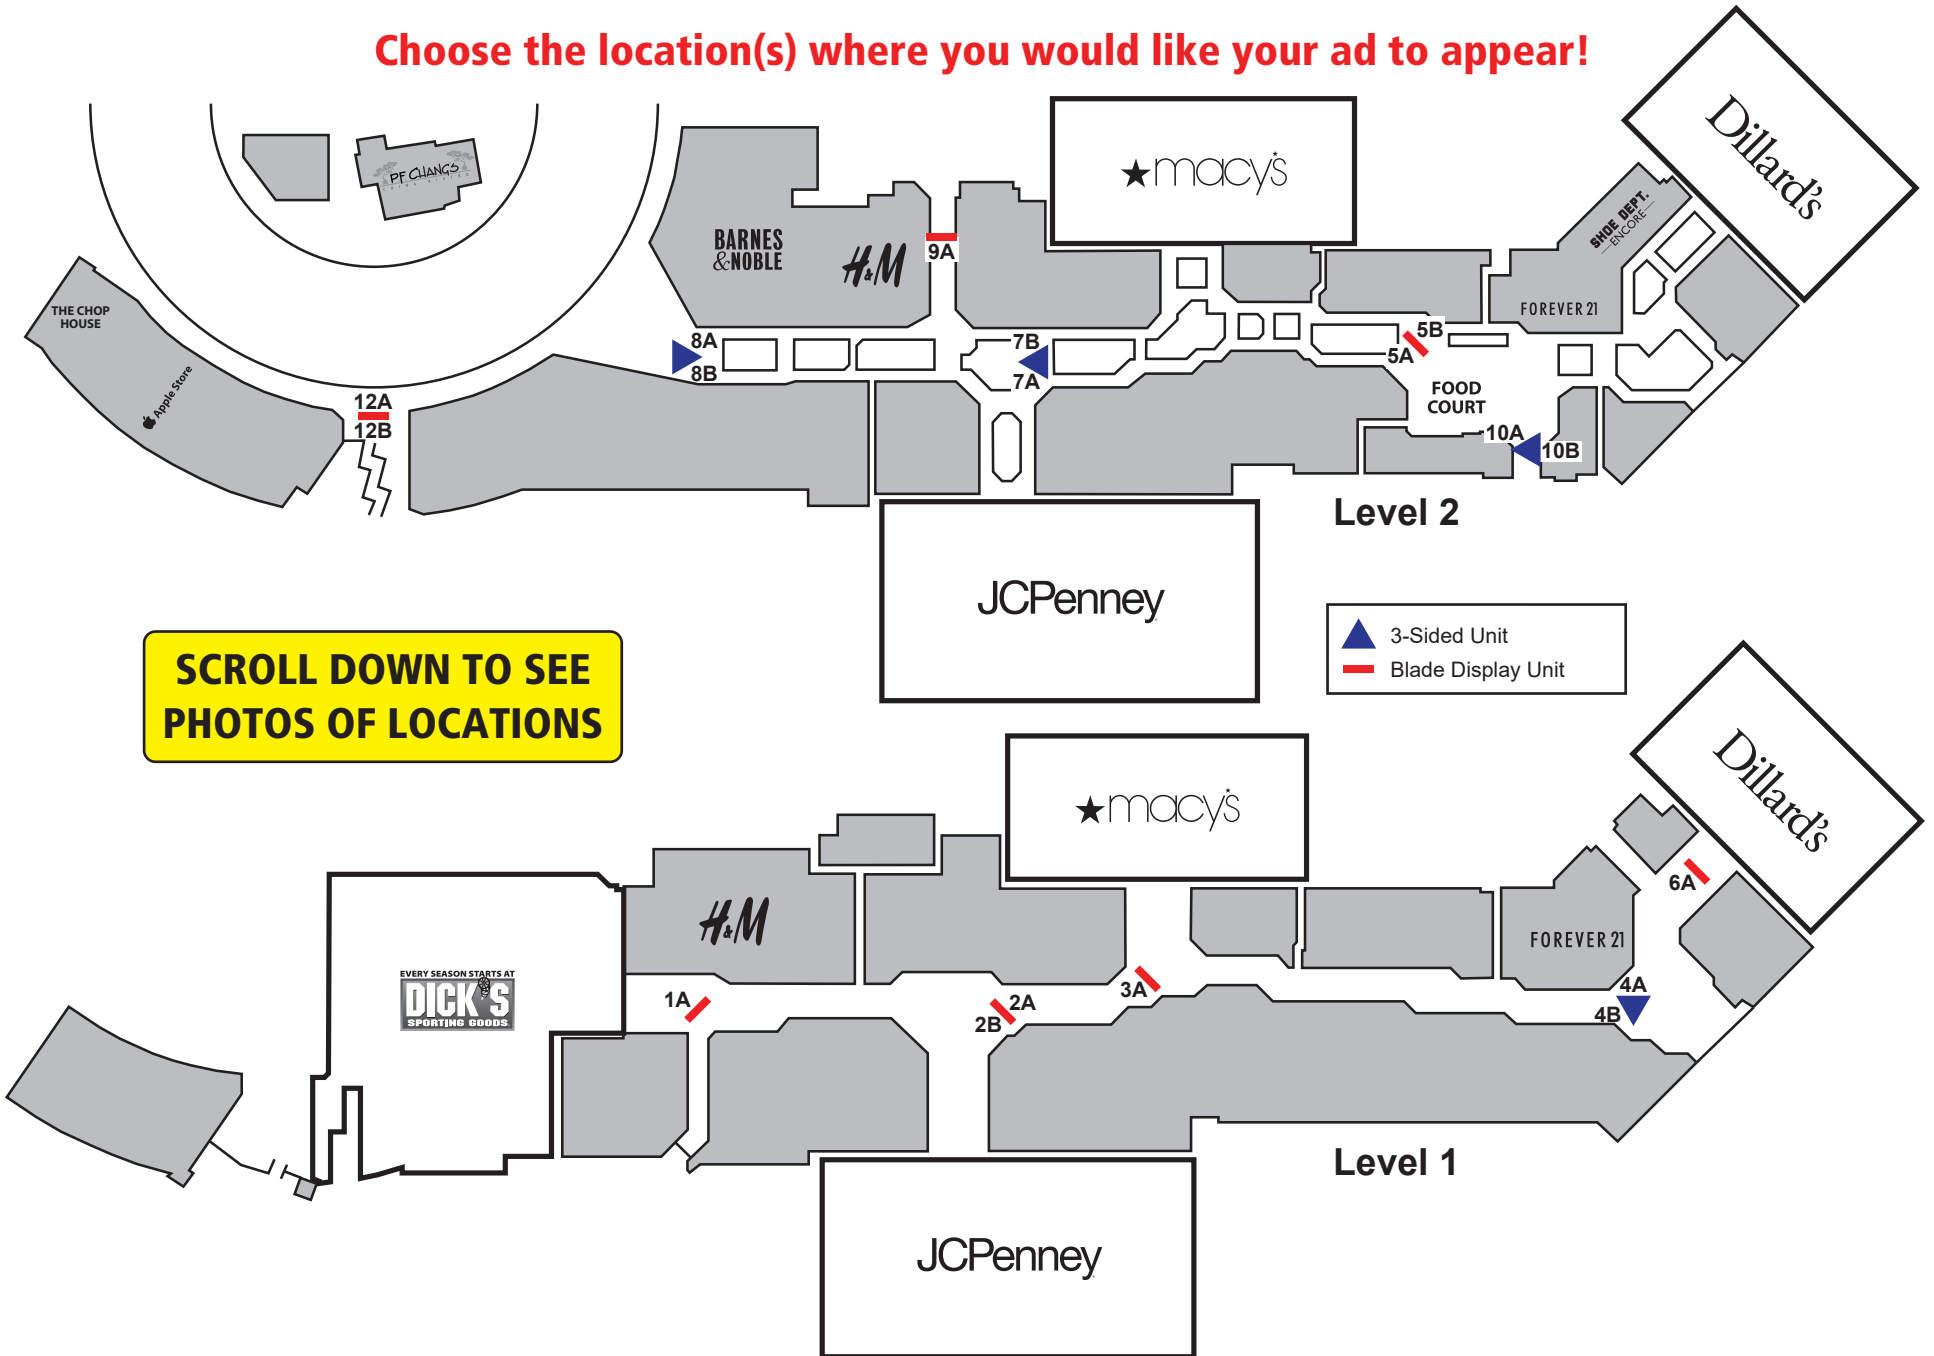 Choose the location(s) where you would like your ad to appear!
Dillard's
★macy's
PF CHANG'S
CHINA BISTRO
SHOE DEPT.
ENCORE
BARNES
&NOBLE
H&M
9A
THE CHOP
HOUSE
FOREVER 21
8A
8B
7B
7A
5B
5A
Apple Store
FOOD
COURT
12A
12B
10A
10B
Level 2
JCPenney
3-Sided Unit
Blade Display Unit
SCROLL DOWN TO SEE
PHOTOS OF LOCATIONS
Dillard's
★macy's
6A
H&M
FOREVER 21
EVERY SEASON STARTS AT
DICK'S
SPORTING GOODS
1A
2A
2B
3A
4A
4B
Level 1
JCPenney